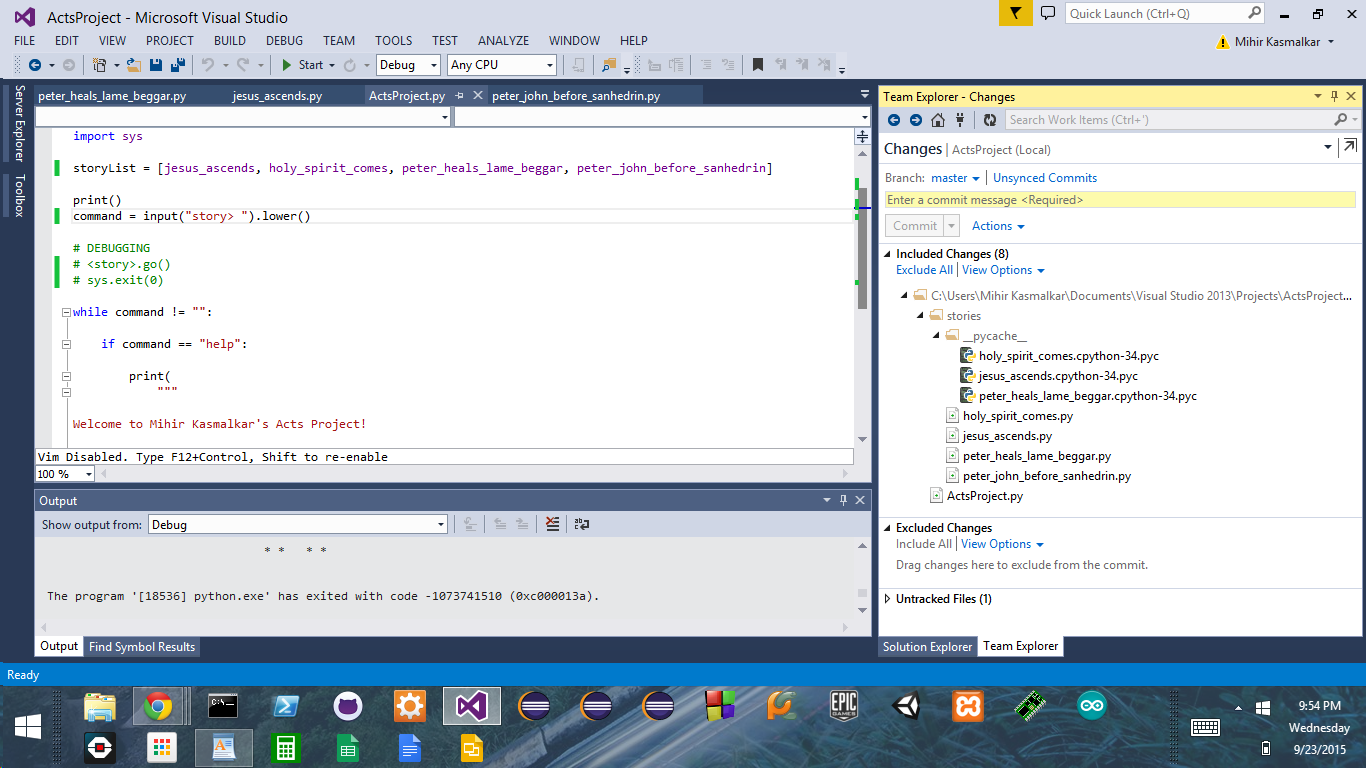 ActsProject - Microsoft Visual Studio
Quick Launch (Ctrl+Q)
FILE EDIT VIEW PROJECT BUILD DEBUG TEAM TOOLS TEST ANALYZE WINDOW HELP
Mihir Kasmalkar
Start Debug Any CPU
Server Explorer
Toolbox
peter_heals_lame_beggar.py jesus_ascends.py ActsProject.py peter_john_before_sanhedrin.py
import sys
storyList = [jesus_ascends, holy_spirit_comes, peter_heals_lame_beggar, peter_john_before_sanhedrin]
print()
command = input("story> ").lower()
# DEBUGGING
# <story>.go()
# sys.exit(0)
while command != "":
if command == "help":
print(
"""
Welcome to Mihir Kasmalkar's Acts Project!
Vim Disabled. Type F12+Control, Shift to re-enable
100 %
Output
Show output from: Debug
* * * *
The program '[18536] python.exe' has exited with code -1073741510 (0xc000013a).
Output Find Symbol Results
Team Explorer - Changes
Search Work Items (Ctrl+')
Changes | ActsProject (Local)
Branch: master Unsynced Commits
Enter a commit message <Required>
Commit Actions
Included Changes (8)
Exclude All View Options
C:\Users\Mihir Kasmalkar\Documents\Visual Studio 2013\Projects\ActsProject...
stories
__pycache__
holy_spirit_comes.cpython-34.pyc
jesus_ascends.cpython-34.pyc
peter_heals_lame_beggar.cpython-34.pyc
holy_spirit_comes.py
jesus_ascends.py
peter_heals_lame_beggar.py
peter_john_before_sanhedrin.py
ActsProject.py
Excluded Changes
Include All View Options
Drag changes here to exclude from the commit.
Untracked Files (1)
Solution Explorer Team Explorer
Ready
EPIC
GAMES
9:54 PM
Wednesday
9/23/2015